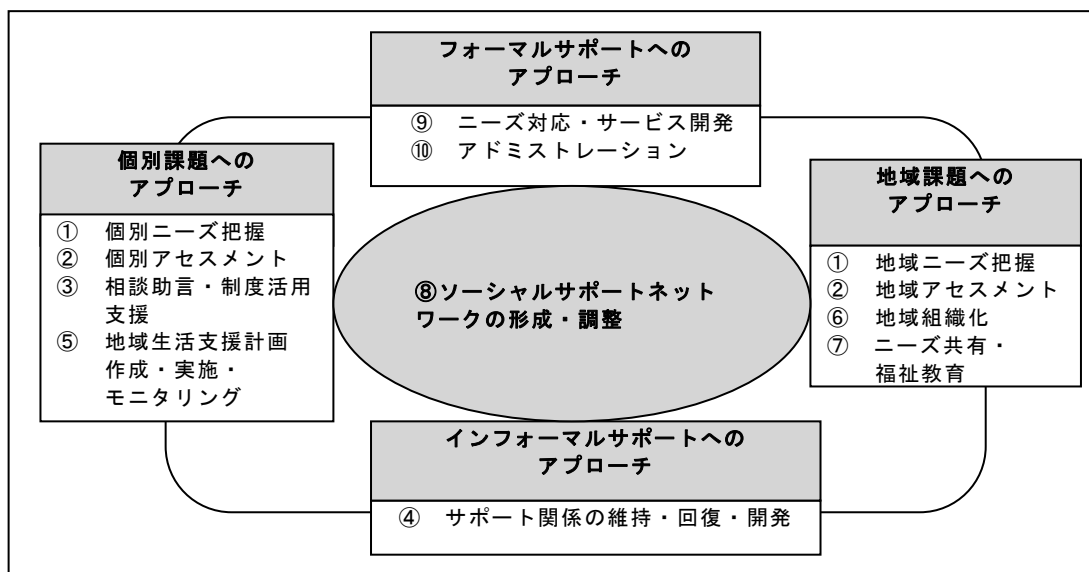 フォーマルサポートへの
アプローチ
⑨ ニーズ対応・サービス開発
⑩ アドミストレーション
個別課題への
アプローチ
① 個別ニーズ把握
② 個別アセスメント
③ 相談助言・制度活用
支援
⑤ 地域生活支援計画
作成・実施・
モニタリング
⑧ソーシャルサポートネット
ワークの形成・調整
地域課題への
アプローチ
① 地域ニーズ把握
② 地域アセスメント
⑥ 地域組織化
⑦ ニーズ共有・
福祉教育
インフォーマルサポートへの
アプローチ
④ サポート関係の維持・回復・開発